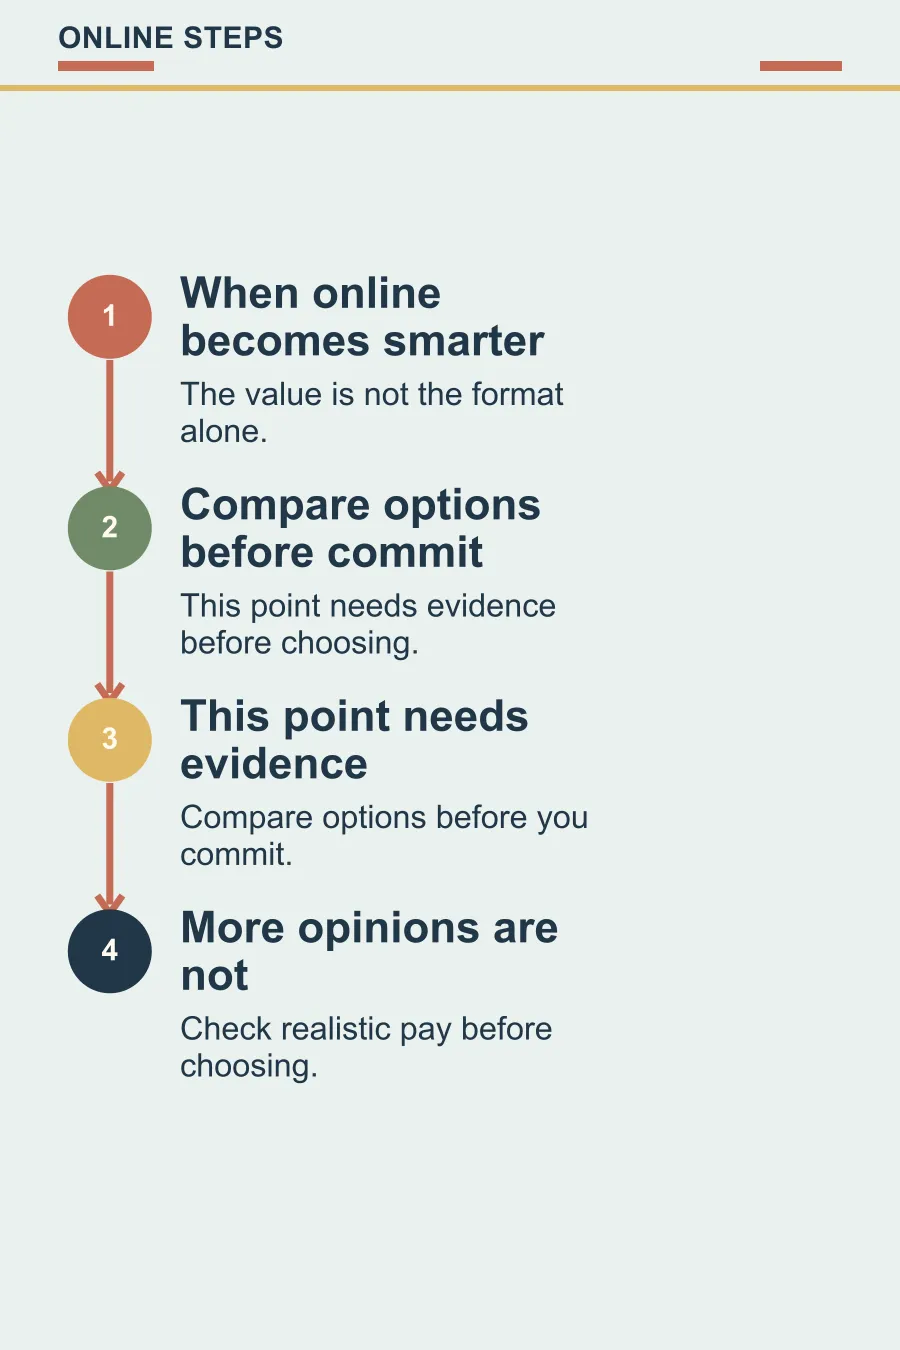 ONLINE STEPS
1
When online
becomes smarter
The value is not the format
alone.
2
Compare options
before commit
This point needs evidence
before choosing.
3
This point needs
evidence
Compare options before you
commit.
4
More opinions are
not
Check realistic pay before
choosing.